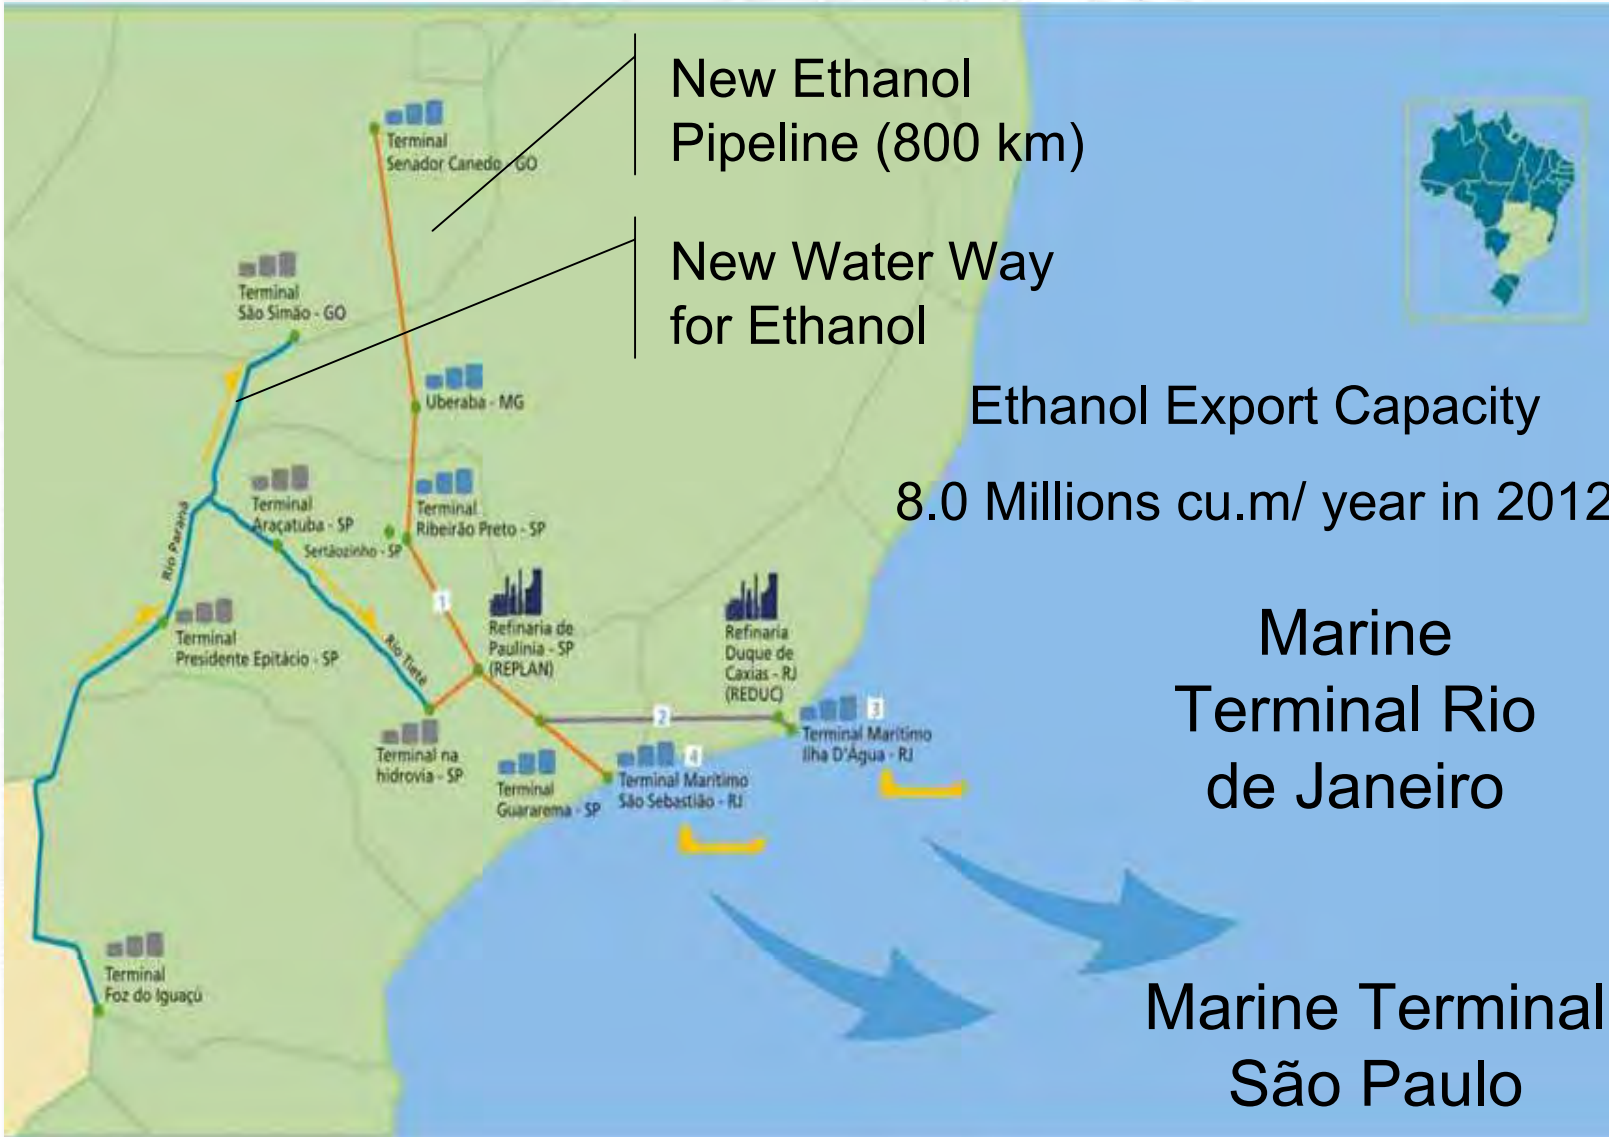 New Ethanol
Pipeline (800 km)
Terminal
Senador Canedo - GO
New Water Way
for Ethanol
Terminal
São Simão - GO
Uberaba - MG
Ethanol Export Capacity
8.0 Millions cu.m/ year in 2012
Terminal
Araçatuba - SP
Terminal
Ribeirão Preto - SP
Sertãozinho - SP
Rio Paraná
1
Refinaria de
Paulínia - SP
(REPLAN)
Refinaria
Duque de
Caxias - RJ
(REDUC)
Terminal
Presidente Epitácio - SP
Rio Tietê
Marine
Terminal Rio
de Janeiro
2
3
Terminal Marítimo
Ilha D'Água - RJ
Terminal na
hidrovia - SP
Terminal
Guararema - SP
4
Terminal Marítimo
São Sebastião - RJ
Terminal
Foz do Iguaçú
Marine Terminal
São Paulo